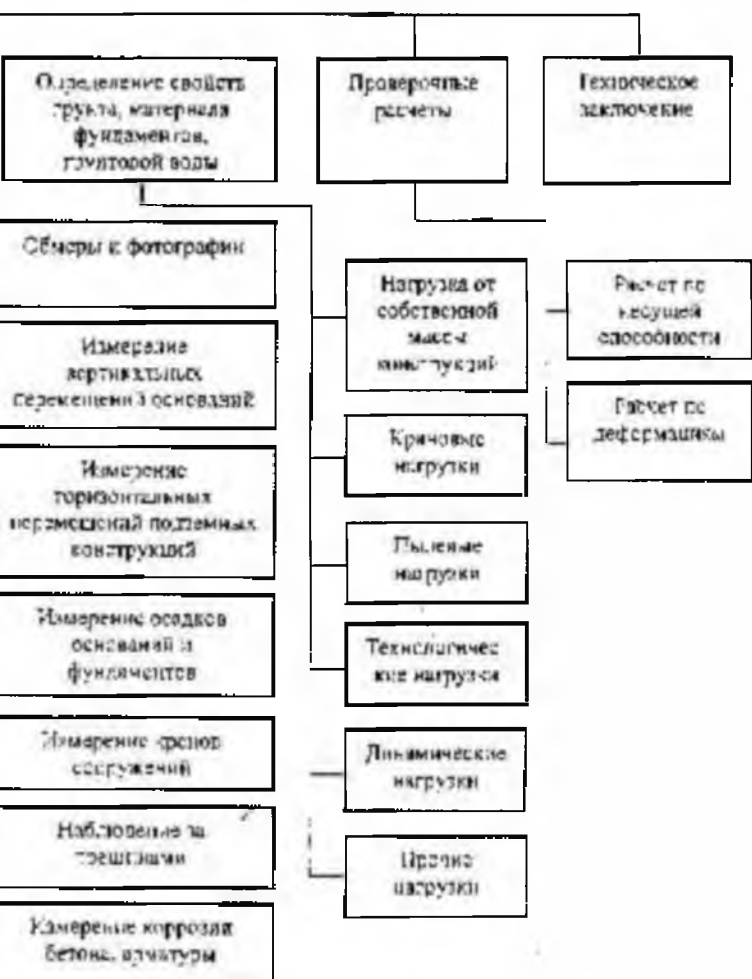 Определение свойств
грунта, материала
фундаментов,
грунтовой воды
Проверочные
расчеты
Техническое
заключение
Обмеры и фотографии
Измерение
вертикальных
перемещений оснований
Измерение
горизонтальных
перемещений подземных
конструкций
Измерение осадков
оснований и
фундаментов
Измерение кренов
сооружений
Наблюдение за
трещинами
Измерение коррозии
бетона, арматуры
Нагрузка от
собственной
массы
конструкций
Крановые
нагрузки
Пылевые
нагрузки
Технологичес
кие нагрузки
Динамические
нагрузки
Прочие
нагрузки
Расчет по
несущей
способности
Расчет по
деформациям